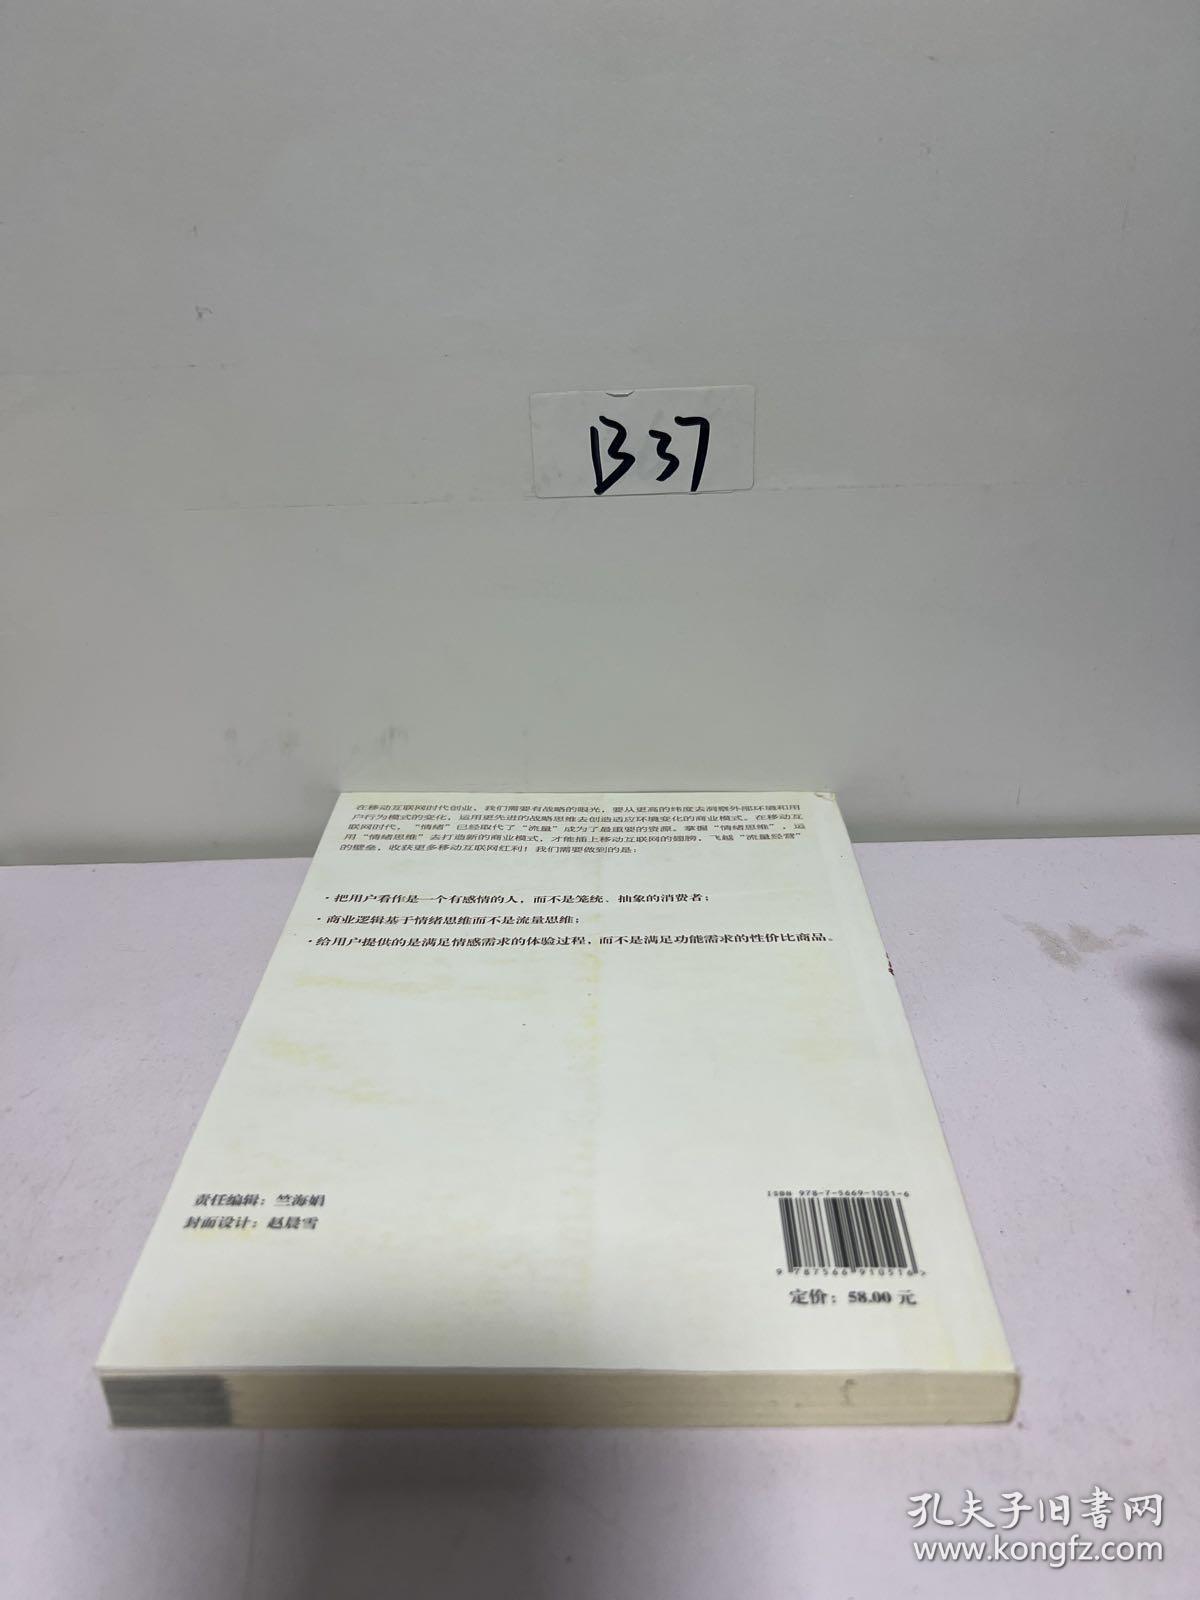 B37
在移动互联网时代创业，我们需要有战略的眼光，要从更高的纬度去洞察外部环境和用
户行为模式的变化，运用更先进的战略思维去创造适应环境变化的商业模式。在移动互
联网时代，“情绪”已经取代了“流量”成为了最重要的资源。掌握“情绪思维”，运
用“情绪思维”去打造新的商业模式，才能插上移动互联网的翅膀，飞越“流量经营”
的壁垒，收获更多移动互联网红利！我们需要做到的是：
·把用户看作是一个有感情的人，而不是笼统、抽象的消费者；
·商业逻辑基于情绪思维而不是流量思维；
·给用户提供的是满足情感需求的体验过程，而不是满足功能需求的性价比商品。
责任编辑：竺海娟
封面设计：赵晨雪
ISBN 978-7-5669-1051-6
9 787566 910516 >
定价：58.00 元
孔夫子旧书网
www.kongfz.com